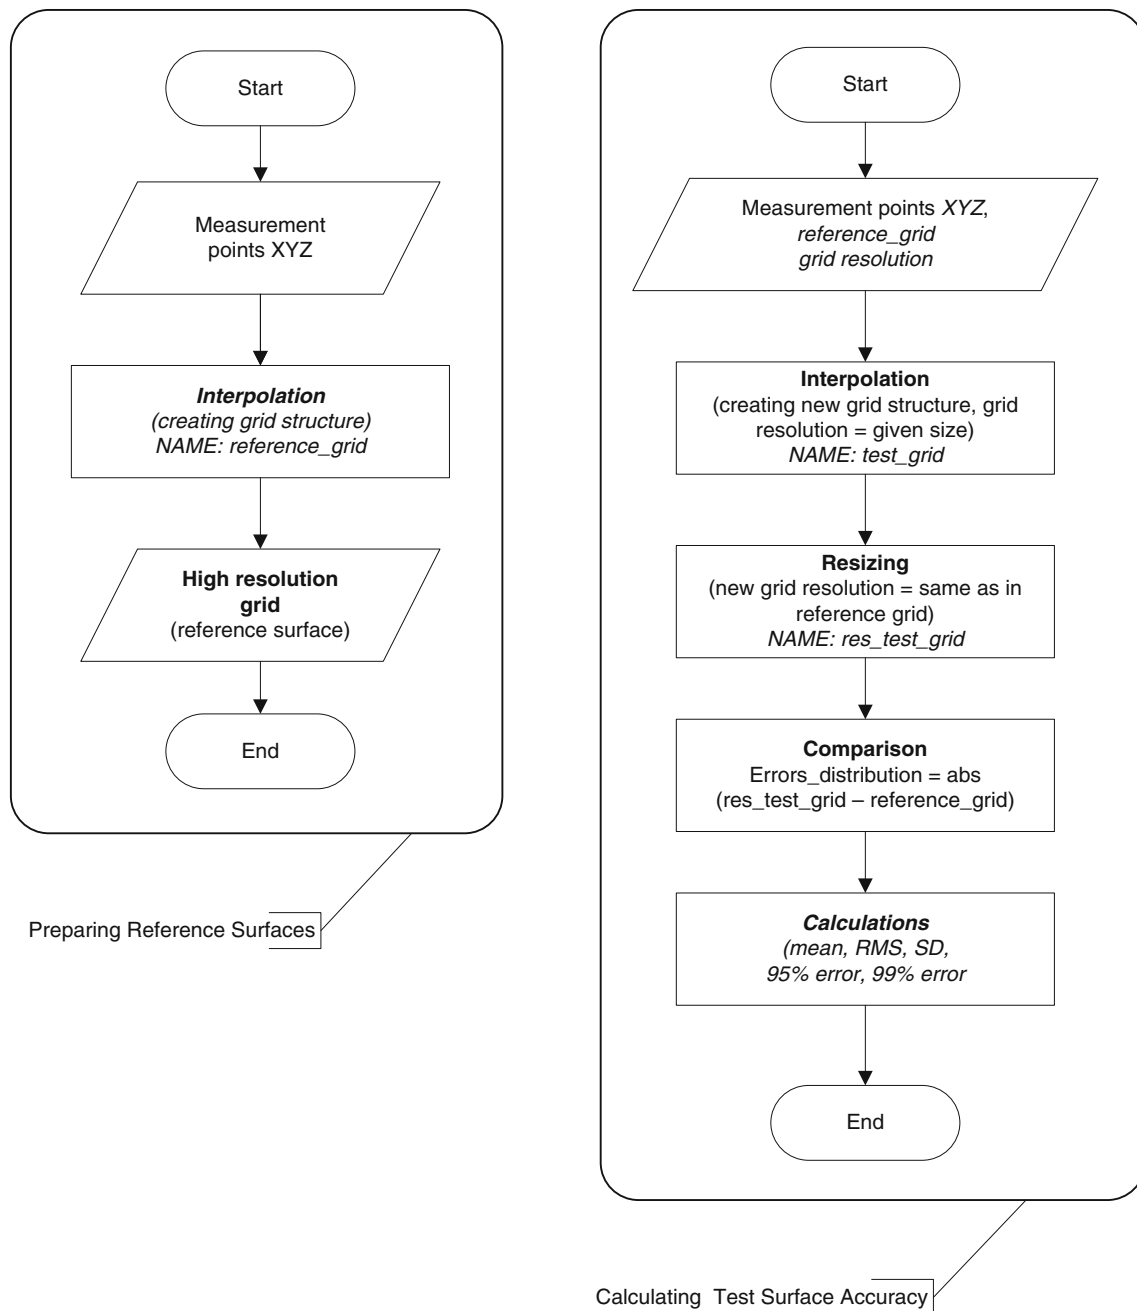 Start
Measurement
points XYZ
Interpolation
(creating grid structure)
NAME: reference_grid
High resolution
grid
(reference surface)
End
Preparing Reference Surfaces
Start
Measurement points XYZ,
reference_grid
grid resolution
Interpolation
(creating new grid structure, grid
resolution = given size)
NAME: test_grid
Resizing
(new grid resolution = same as in
reference grid)
NAME: res_test_grid
Comparison
Errors_distribution = abs
(res_test_grid – reference_grid)
Calculations
(mean, RMS, SD,
95% error, 99% error
End
Calculating Test Surface Accuracy